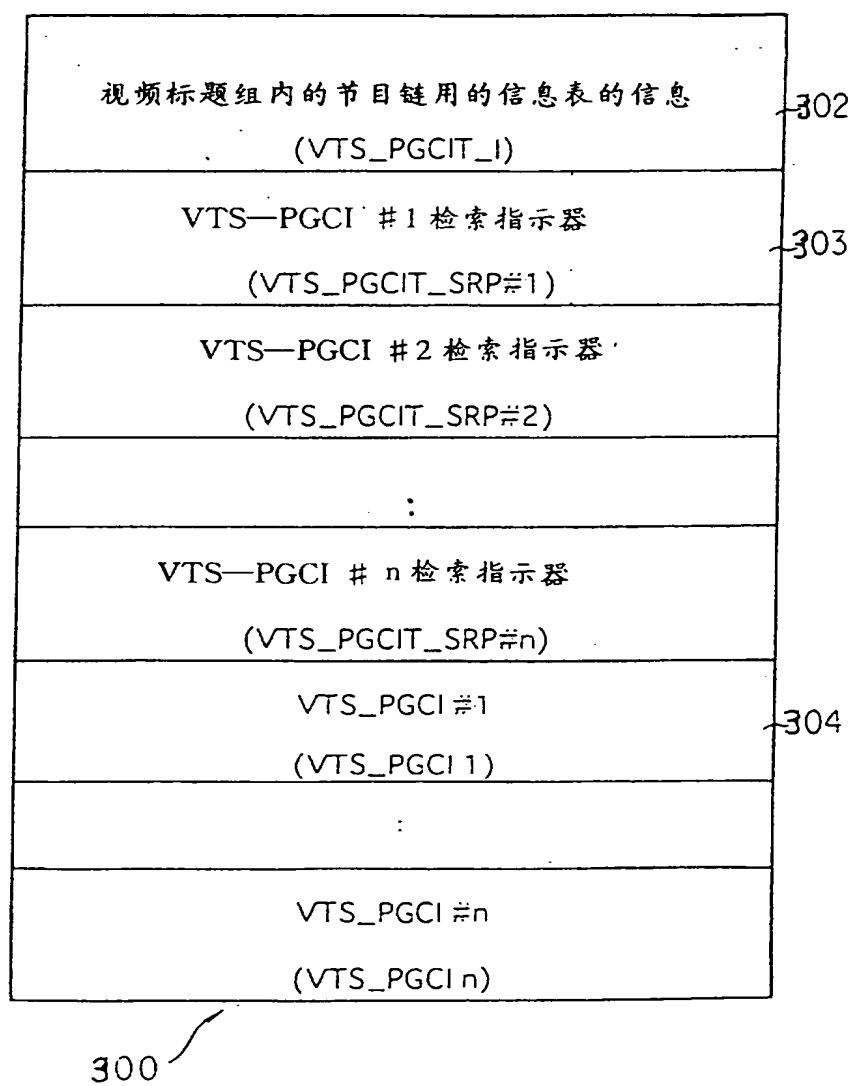 视频标题组内的节目链用的信息表的信息
302
(VTS_PGCIT_I)
VTS—PGCI #1检索指示器
303
(VTS_PGCIT_SRP#1)
VTS—PGCI #2检索指示器
(VTS_PGCIT_SRP#2)
:
VTS—PGCI # n检索指示器
(VTS_PGCIT_SRP#n)
VTS_PGCI #1
304
(VTS_PGCI 1)
:
VTS_PGCI #n
(VTS_PGCI n)
300